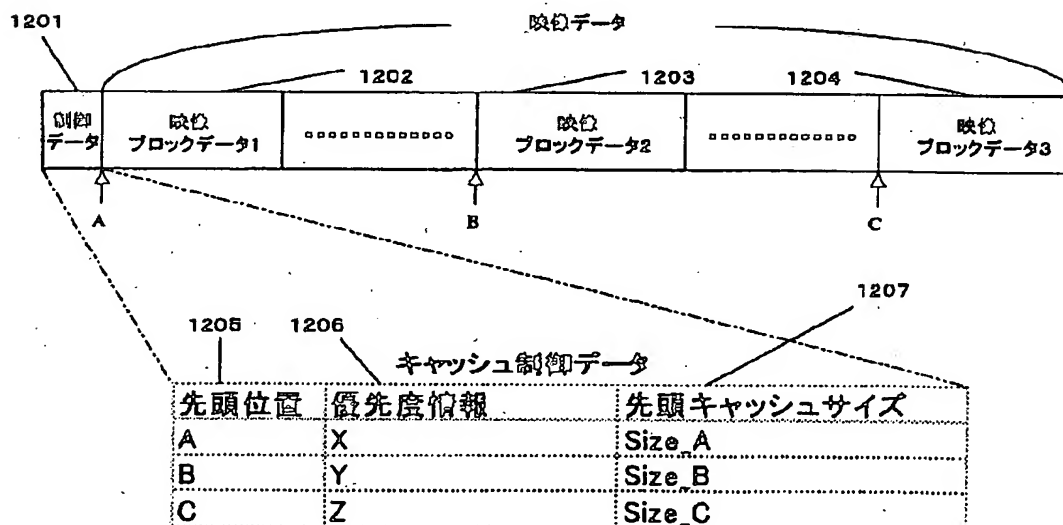 1201
映像データ
1202
1203
1204
制御
データ
映像
ブロックデータ1
映像
ブロックデータ2
映像
ブロックデータ3
A
B
C
1205
1206
1207
キャッシュ制御データ
先頭位置 優先度情報 先頭キャッシュサイズ
A X Size_A
B Y Size_B
C Z Size_C